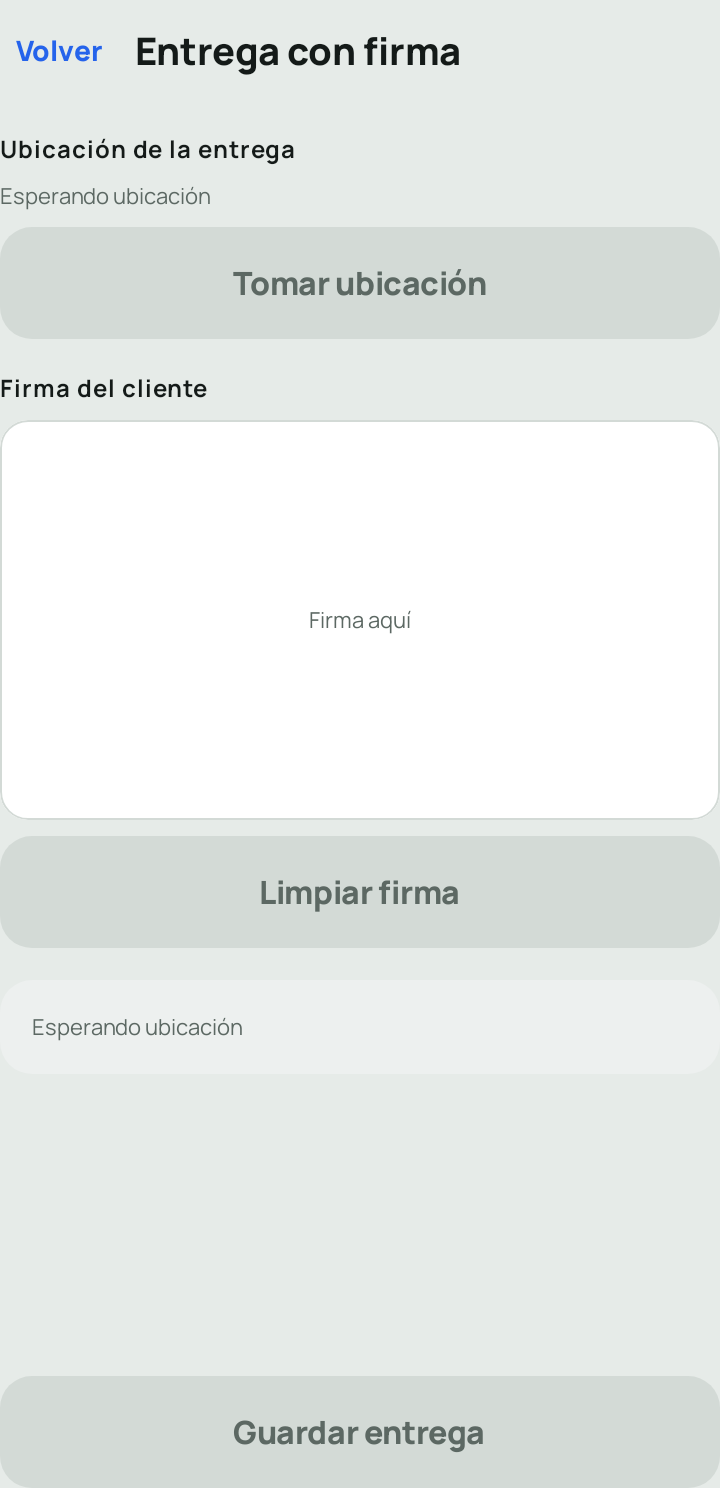 Volver Entrega con firma
Ubicación de la entrega
Esperando ubicación
Tomar ubicación
Firma del cliente
Firma aquí
Limpiar firma
Esperando ubicación
Guardar entrega